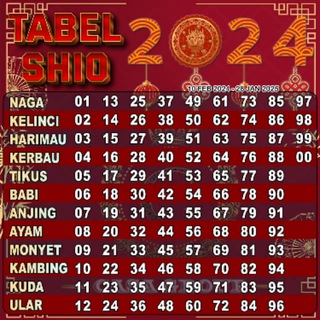 TABEL
SHIO
2024
10 FEB 2024 - 28 JAN 2025
NAGA 01 13 25 37 49 61 73 85 97
KELINCI 02 14 26 38 50 62 74 86 98
HARIMAU 03 15 27 39 51 63 75 87 99
KERBAU 04 16 28 40 52 64 76 88 00
TIKUS 05 17 29 41 53 65 77 89
BABI 06 18 30 42 54 66 78 90
ANJING 07 19 31 43 55 67 79 91
AYAM 08 20 32 44 56 68 80 92
MONYET 09 21 33 45 57 69 81 93
KAMBING 10 22 34 46 58 70 82 94
KUDA 11 23 35 47 59 71 83 95
ULAR 12 24 36 48 60 72 84 96